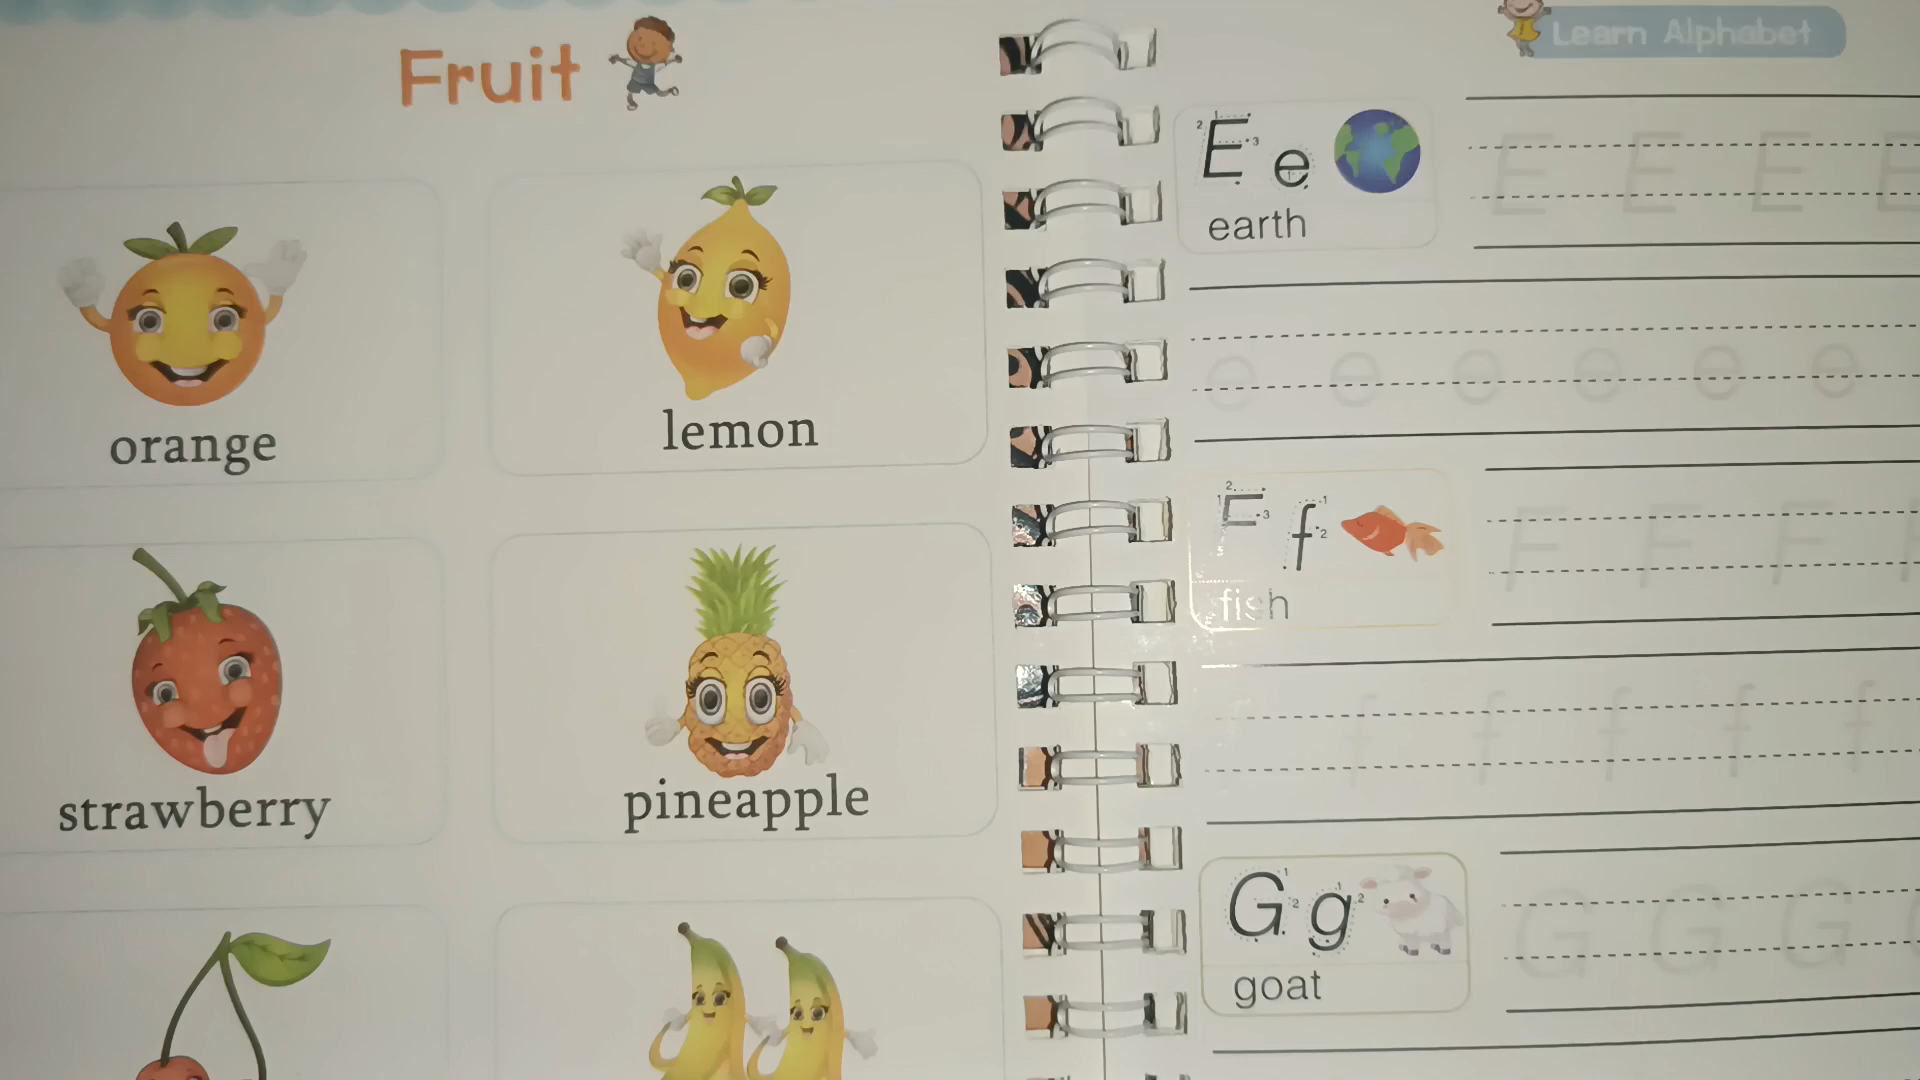 Fruit
orange
lemon
strawberry
pineapple
Learn Alphabet
E e
earth
E E E E
e e e e e e
F f
fish
F F F F
f f f f f
G g
goat
G G G